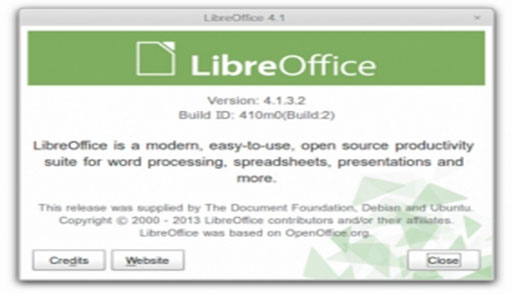 LibreOffice 4.1
LibreOffice
Version: 4.1.3.2
Build ID: 410m0(Build:2)
LibreOffice is a modern, easy-to-use, open source productivity
suite for word processing, spreadsheets, presentations and
more.
This release was supplied by The Document Foundation, Debian and Ubuntu.
Copyright © 2000 - 2013 LibreOffice contributors and/or their affiliates.
LibreOffice was based on OpenOffice.org.
Credits Website Close